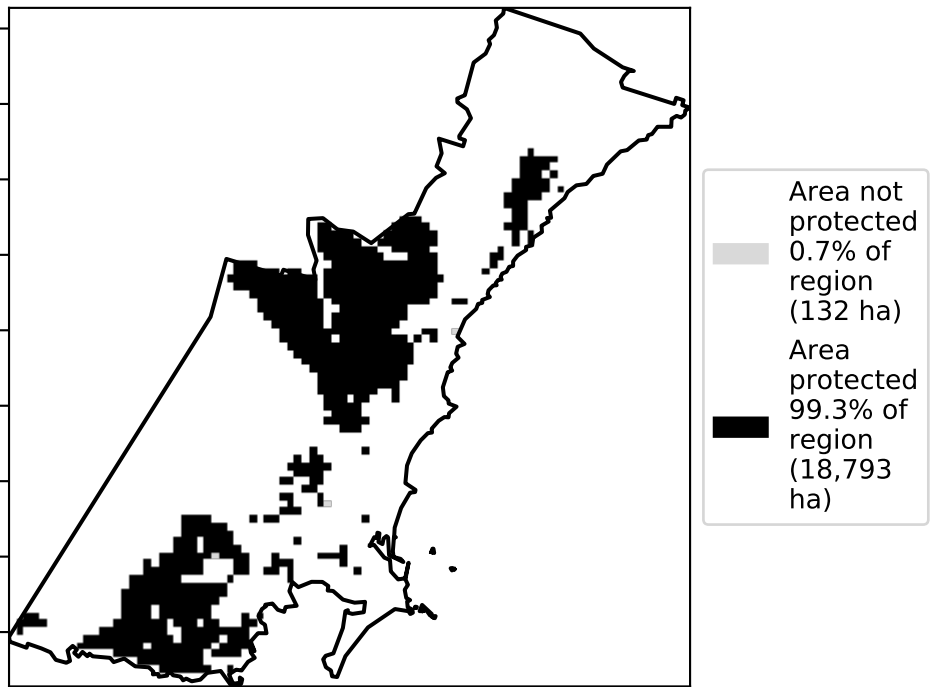 Area not
protected
0.7% of
region
(132 ha)
Area
protected
99.3% of
region
(18,793
ha)